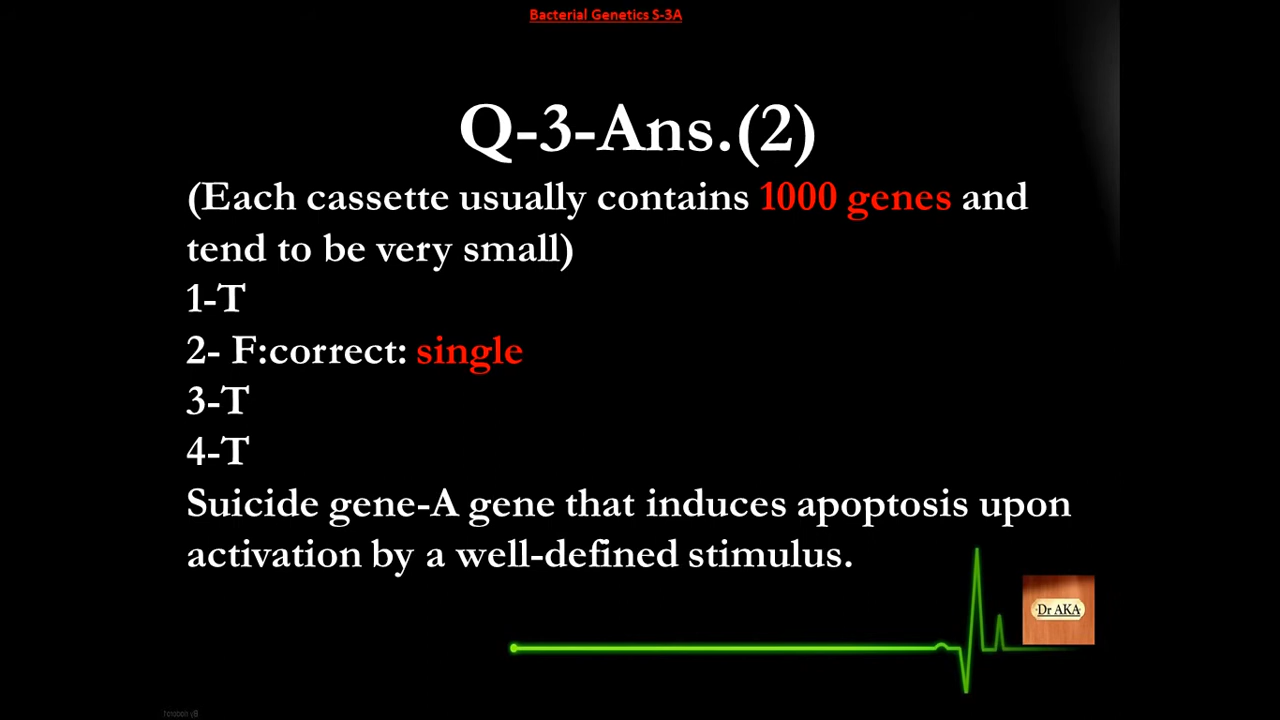 Bacterial Genetics S-3A
Q-3-Ans.(2)
(Each cassette usually contains 1000 genes and
tend to be very small)
1-T
2- F:correct: single
3-T
4-T
Suicide gene-A gene that induces apoptosis upon
activation by a well-defined stimulus.
Dr AKA